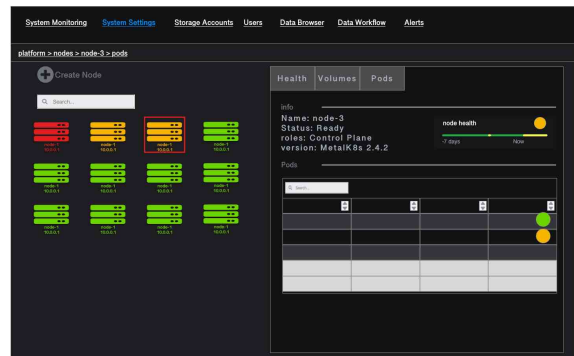 System Monitoring System Settings Storage Accounts Users Data Browser Data Workflow Alerts
platform > nodes > node-3 > pods
Create Node
Search...
node-1 node-1 node-1 node-1
10.0.0.1 10.0.0.1 10.0.0.1 10.0.0.1
node-1 node-1 node-1 node-1
10.0.0.1 10.0.0.1 10.0.0.1 10.0.0.1
node-1 node-1 node-1 node-1
10.0.0.1 10.0.0.1 10.0.0.1 10.0.0.1
Health Volumes Pods
info
Name: node-3
Status: Ready
roles: Control Plane
version: MetalK8s 2.4.2
node health
-7 days Now
Pods
Search...